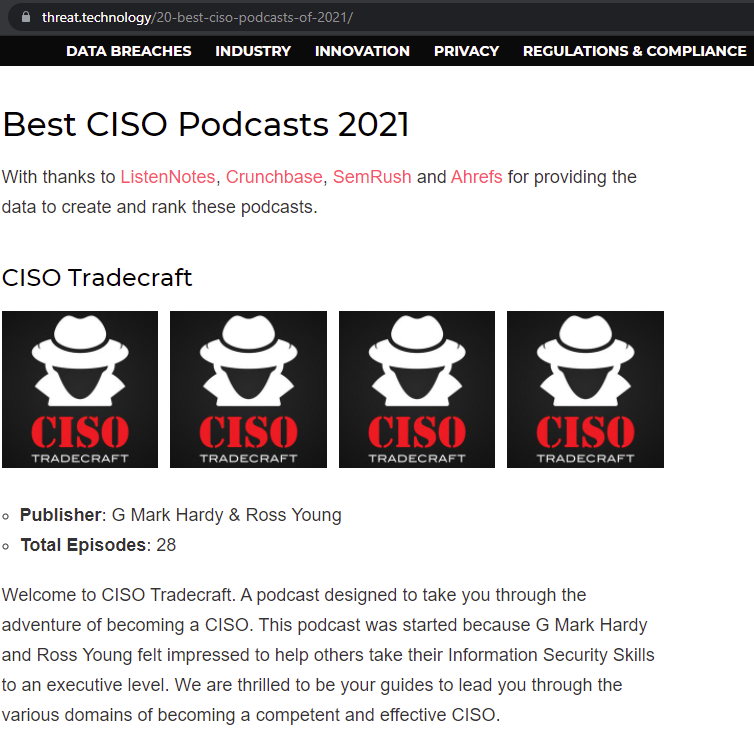 threat.technology/20-best-ciso-podcasts-of-2021/
DATA BREACHES INDUSTRY INNOVATION PRIVACY REGULATIONS & COMPLIANCE
Best CISO Podcasts 2021
With thanks to ListenNotes, Crunchbase, SemRush and Ahrefs for providing the
data to create and rank these podcasts.
CISO Tradecraft
CISO CISO CISO CISO
TRADECRAFT TRADECRAFT TRADECRAFT TRADECRAFT
Publisher: G Mark Hardy & Ross Young
Total Episodes: 28
Welcome to CISO Tradecraft. A podcast designed to take you through the
adventure of becoming a CISO. This podcast was started because G Mark Hardy
and Ross Young felt impressed to help others take their Information Security Skills
to an executive level. We are thrilled to be your guides to lead you through the
various domains of becoming a competent and effective CISO.